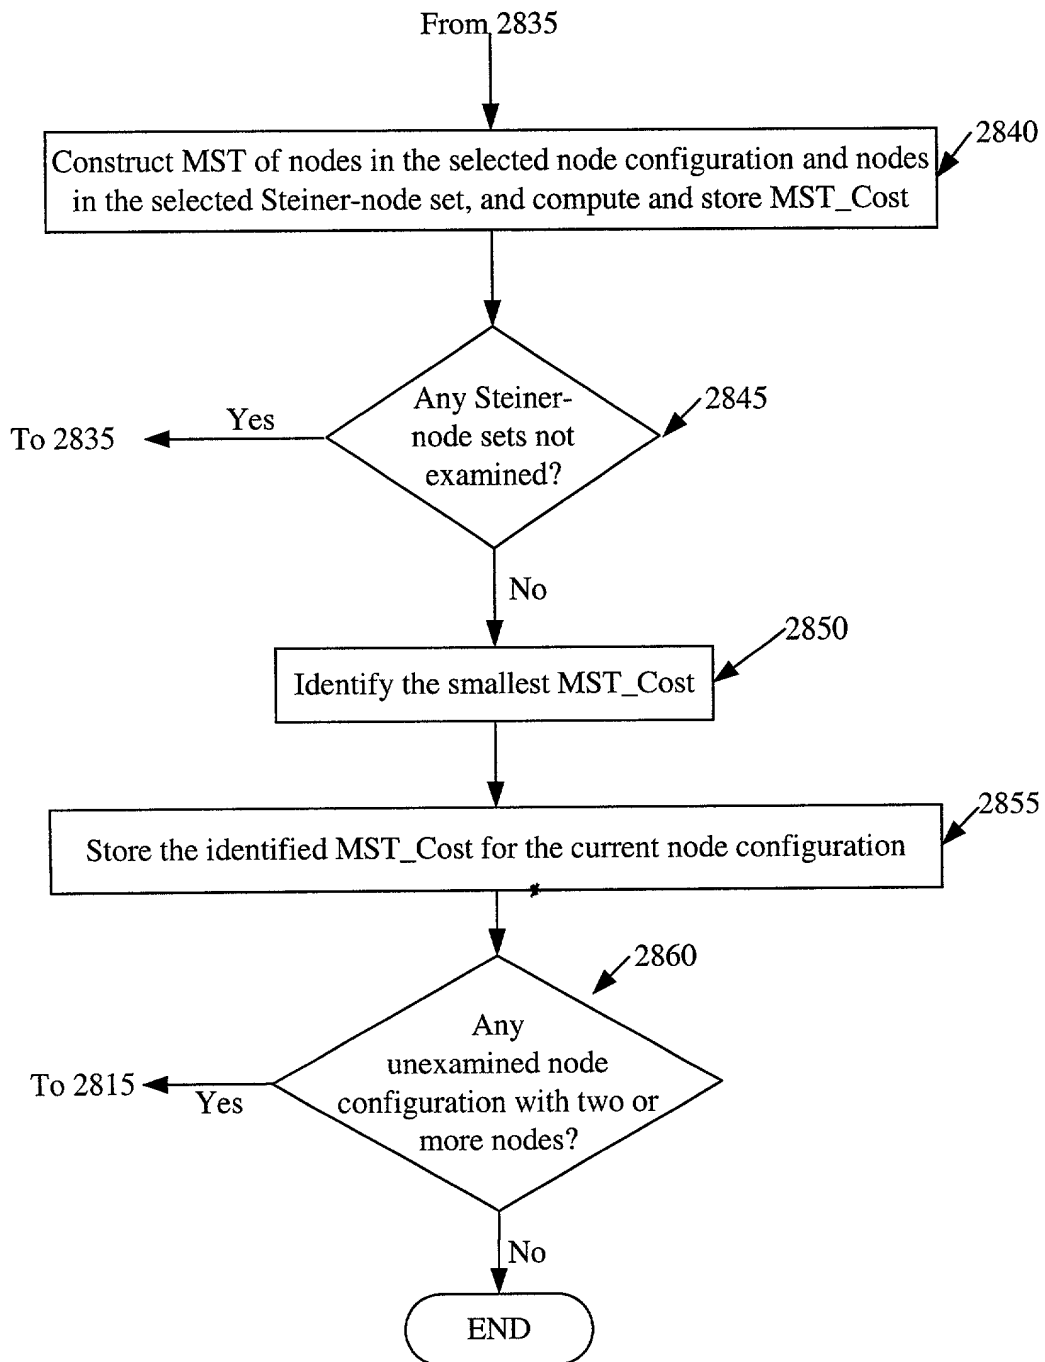 From 2835
2840
Construct MST of nodes in the selected node configuration and nodes
in the selected Steiner-node set, and compute and store MST_Cost
Any Steiner-
node sets not
examined?
2845
Yes
To 2835
No
2850
Identify the smallest MST_Cost
2855
Store the identified MST_Cost for the current node configuration
2860
Any
unexamined node
configuration with two or
more nodes?
To 2815
Yes
No
END